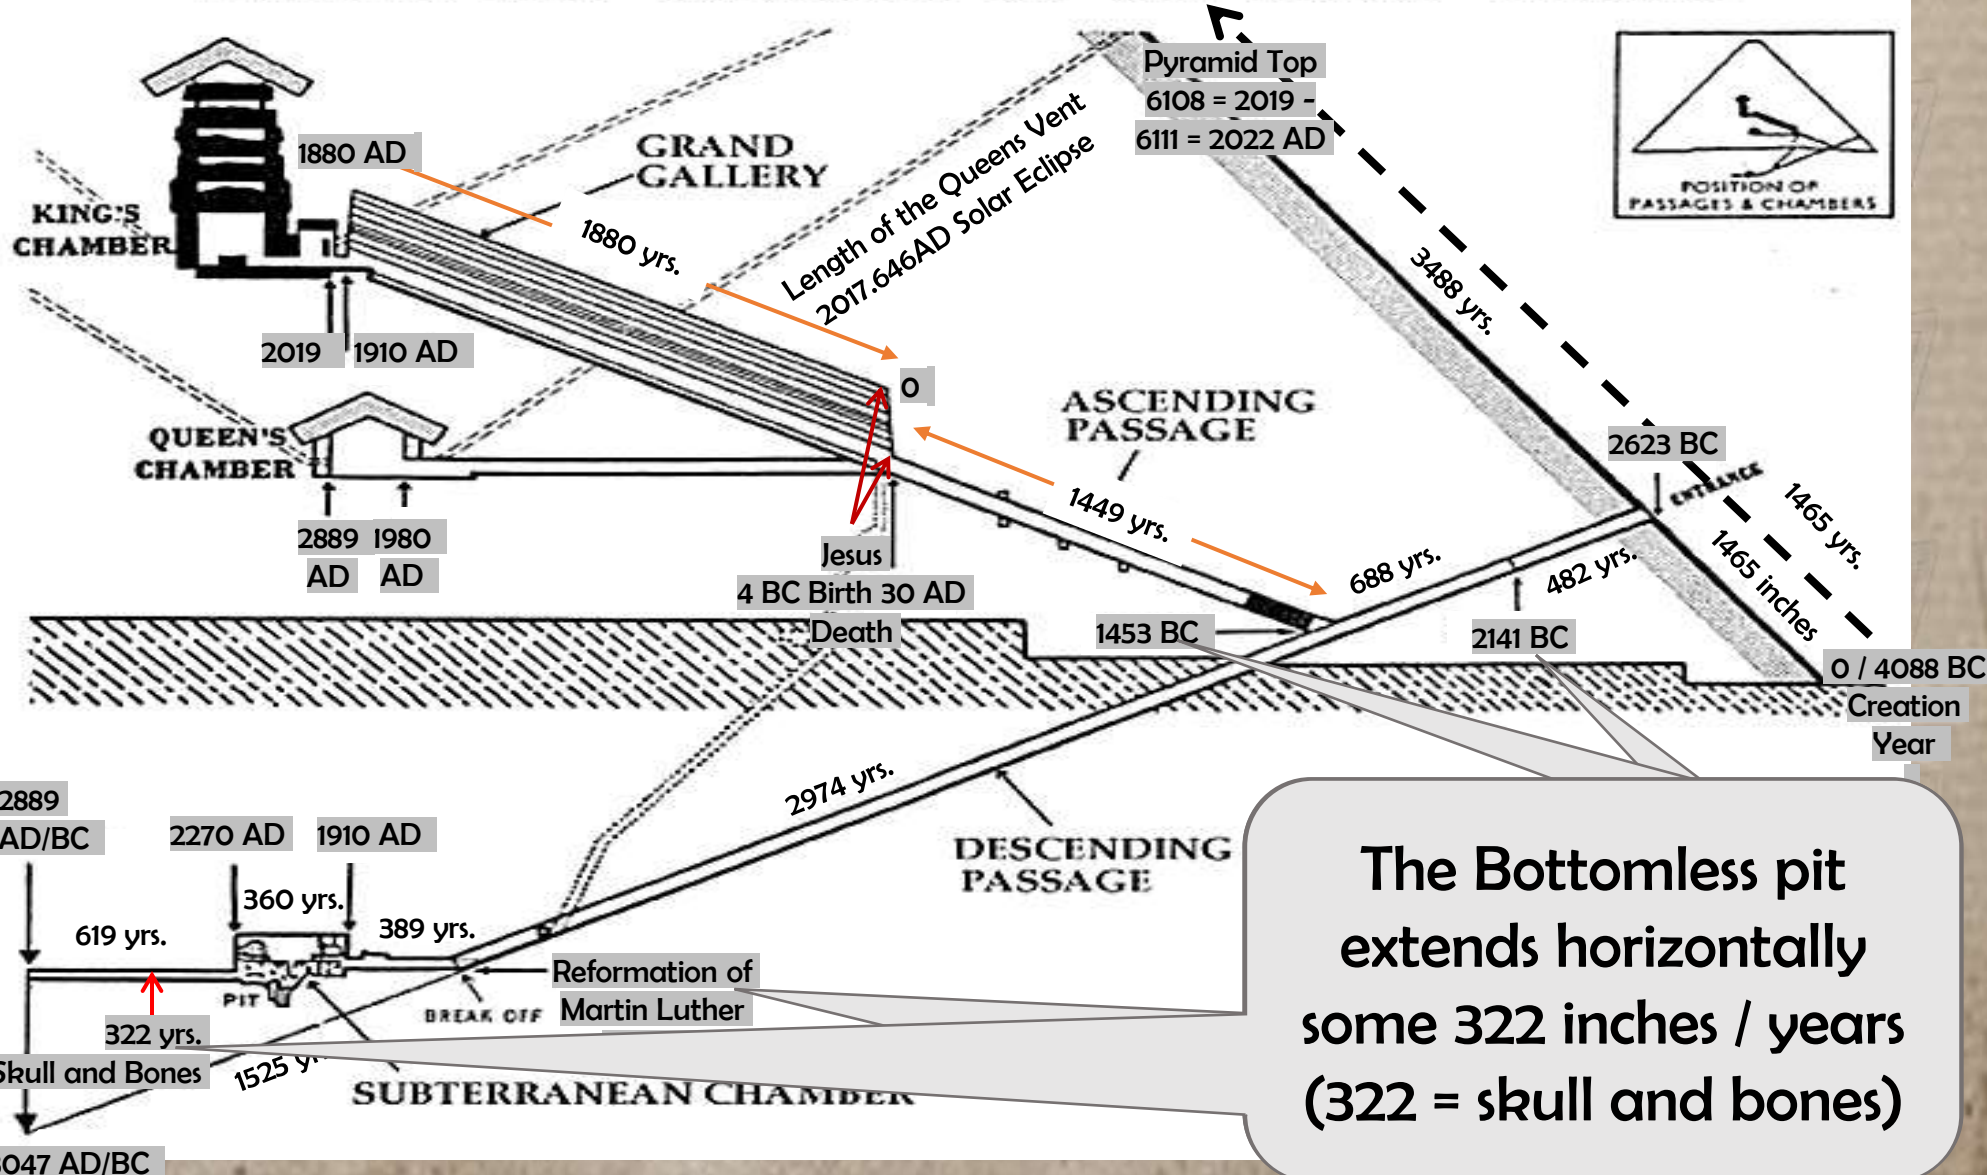 Pyramid Top
6108 = 2019 -
6111 = 2022 AD
POSITION OF
PASSAGES & CHAMBERS
1880 AD
GRAND
GALLERY
KING'S
CHAMBER
1880 yrs.
Length of the Queens Vent
2017.646AD Solar Eclipse
3488 yrs.
2019
1910 AD
0
ASCENDING
PASSAGE
QUEEN'S
CHAMBER
2623 BC
ENTRANCE
1465 yrs.
1465 inches
1449 yrs.
2889
AD
1980
AD
Jesus
4 BC Birth 30 AD
Death
688 yrs.
482 yrs.
1453 BC
2141 BC
0 / 4088 BC
Creation
Year
2974 yrs.
2889
AD/BC
2270 AD
1910 AD
DESCENDING
PASSAGE
360 yrs.
619 yrs.
389 yrs.
PIT
BREAK OFF
Reformation of
Martin Luther
322 yrs.
Skull and Bones
1525 yr
SUBTERRANEAN CHAMBER
3047 AD/BC
The Bottomless pit
extends horizontally
some 322 inches / years
(322 = skull and bones)